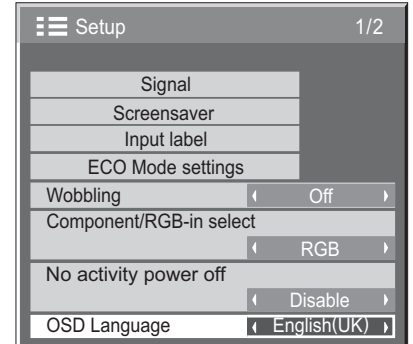 Setup 1/2
Signal
Screensaver
Input label
ECO Mode settings
Wobbling Off
Component/RGB-in select
RGB
No activity power off
Disable
OSD Language English(UK)